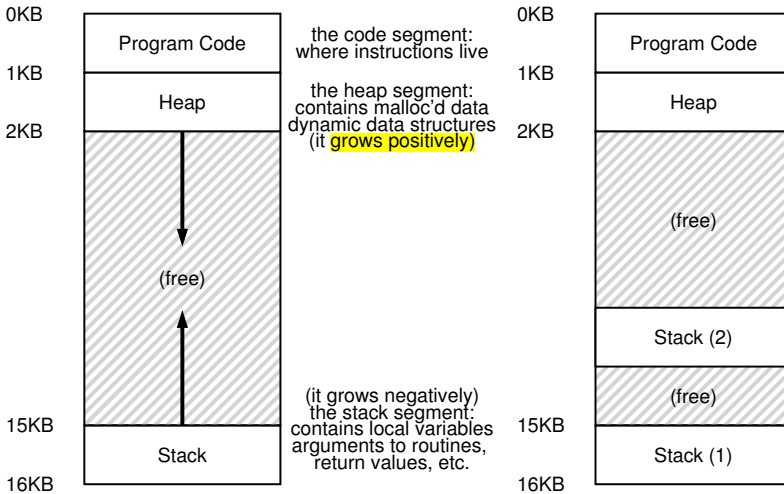 0KB
Program Code
the code segment:
where instructions live
1KB
Heap
the heap segment:
contains malloc'd data
dynamic data structures
(it grows positively)
2KB
(free)
(it grows negatively)
the stack segment:
contains local variables
arguments to routines,
return values, etc.
15KB
Stack
16KB
0KB
Program Code
1KB
Heap
2KB
(free)
Stack (2)
(free)
15KB
Stack (1)
16KB